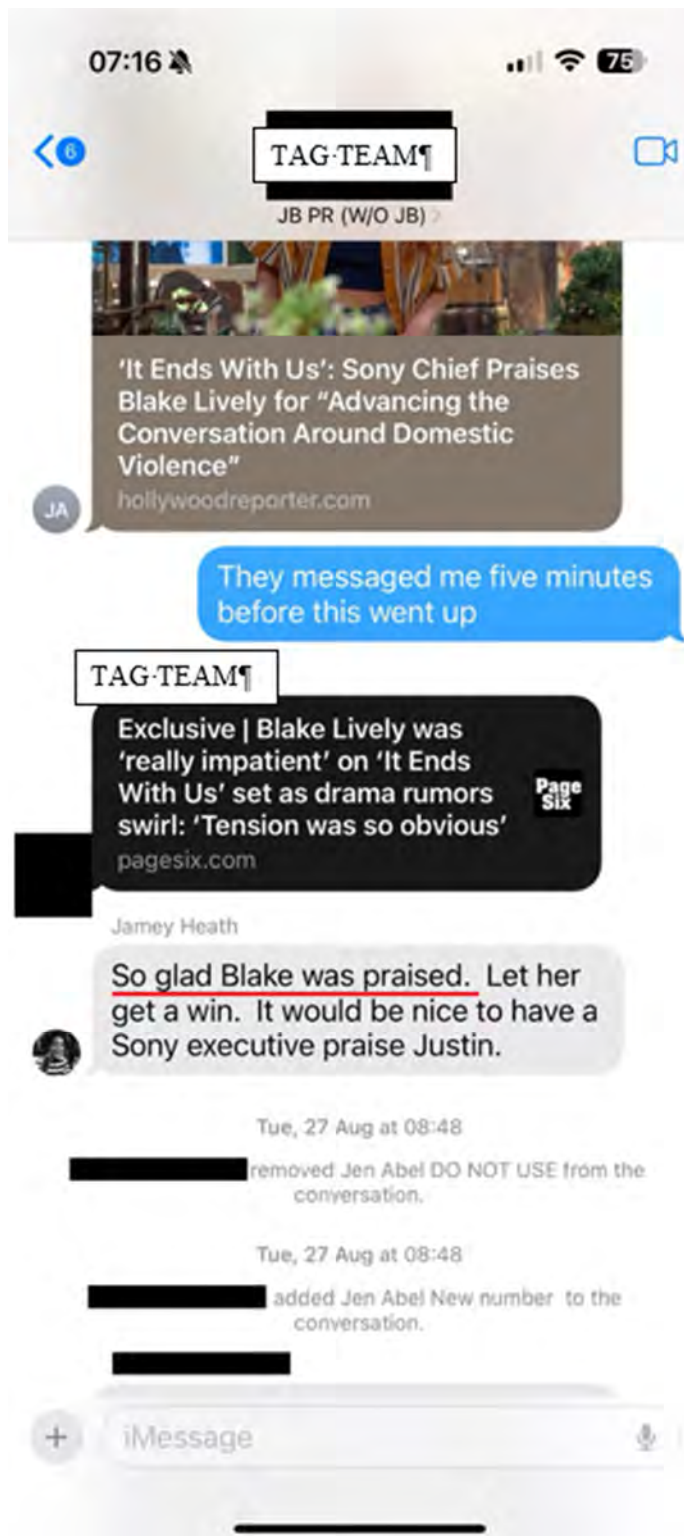 07:16
75
6
TAG·TEAM¶
JB PR (W/O JB)
'It Ends With Us': Sony Chief Praises
Blake Lively for "Advancing the
Conversation Around Domestic
Violence"
hollywoodreporter.com
JA
They messaged me five minutes
before this went up
TAG·TEAM¶
Exclusive | Blake Lively was
'really impatient' on 'It Ends
With Us' set as drama rumors
swirl: 'Tension was so obvious'
Page
Six
pagesix.com
Jamey Heath
So glad Blake was praised. Let her
get a win. It would be nice to have a
Sony executive praise Justin.
Tue, 27 Aug at 08:48
removed Jen Abel DO NOT USE from the
conversation.
Tue, 27 Aug at 08:48
added Jen Abel New number to the
conversation.
iMessage